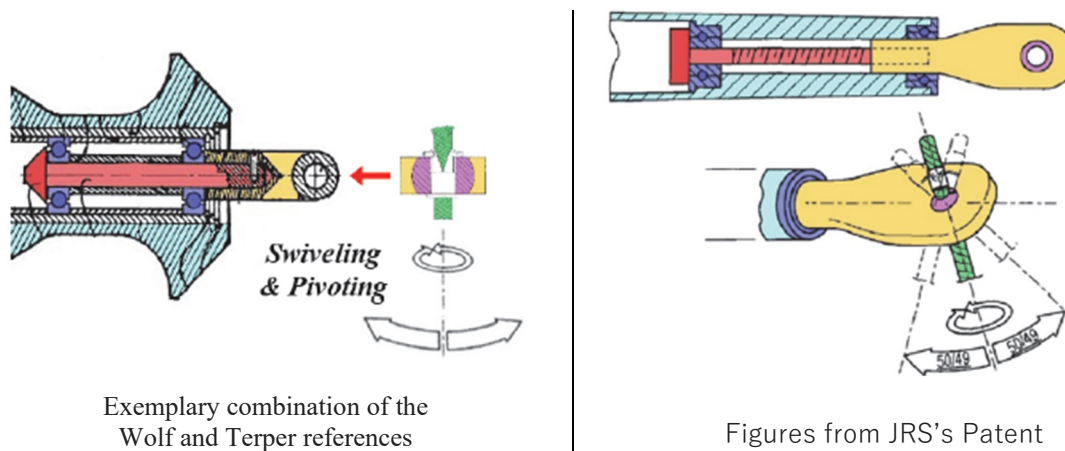 Swiveling
& Pivoting
Exemplary combination of the
Wolf and Terper references
50/49
50/49
Figures from JRS's Patent